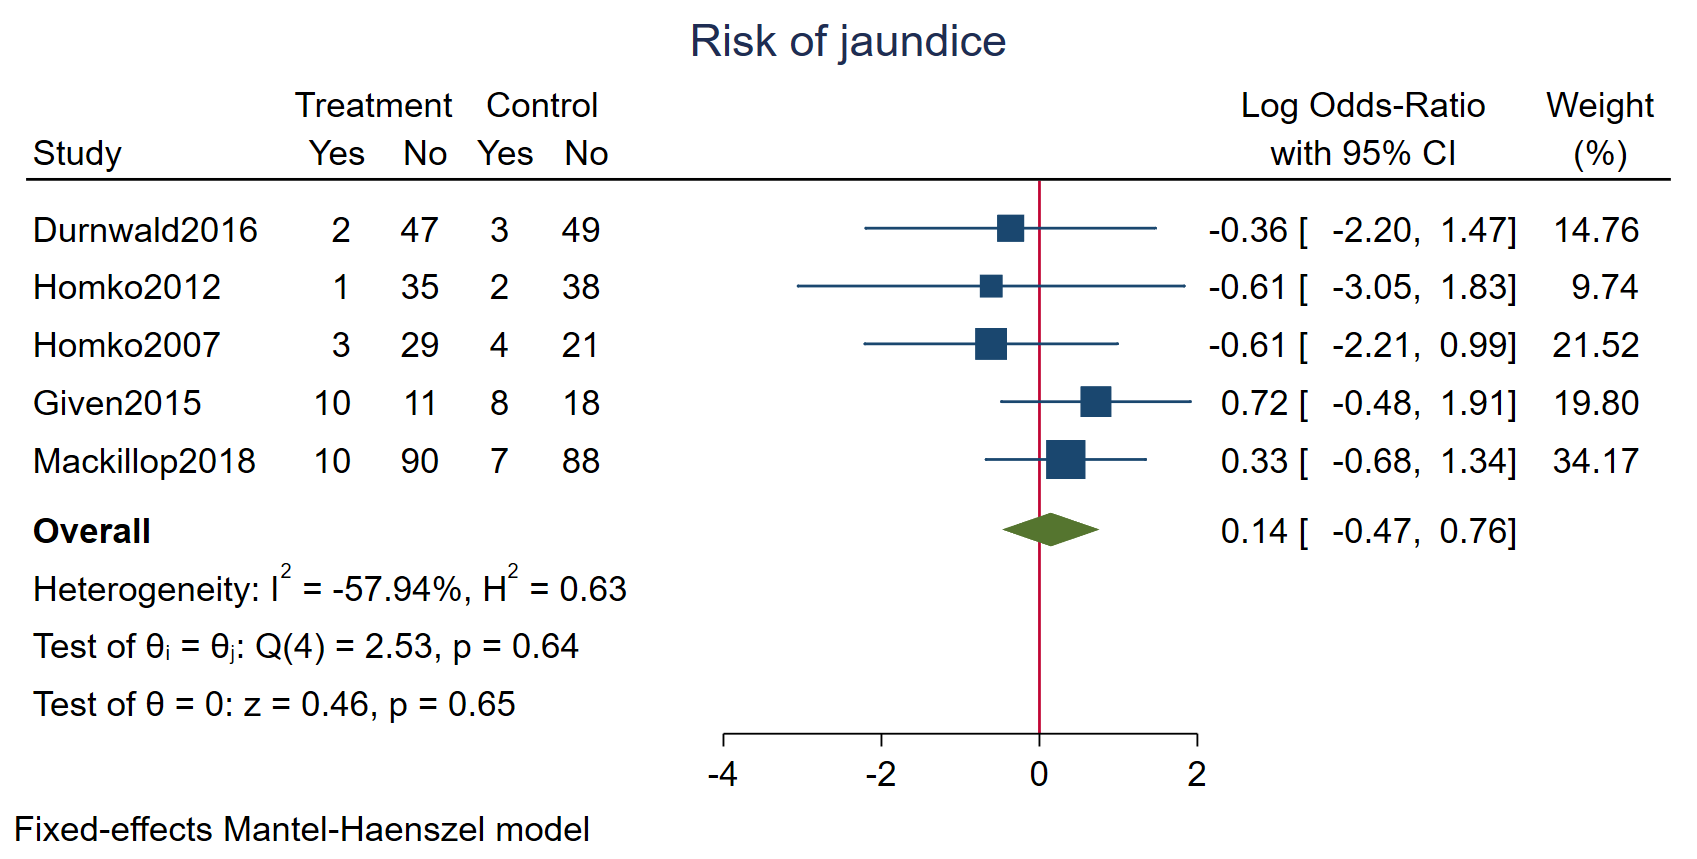 Risk of jaundice
Treatment Control Log Odds-Ratio Weight
Study Yes No Yes No with 95% CI (%)
Durnwald2016 2 47 3 49 -0.36 [ -2.20, 1.47] 14.76
Homko2012 1 35 2 38 -0.61 [ -3.05, 1.83] 9.74
Homko2007 3 29 4 21 -0.61 [ -2.21, 0.99] 21.52
Given2015 10 11 8 18 0.72 [ -0.48, 1.91] 19.80
Mackillop2018 10 90 7 88 0.33 [ -0.68, 1.34] 34.17
Overall 0.14 [ -0.47, 0.76]
Heterogeneity: I² = -57.94%, H² = 0.63
Test of θᵢ = θⱼ: Q(4) = 2.53, p = 0.64
Test of θ = 0: z = 0.46, p = 0.65
-4 -2 0 2
Fixed-effects Mantel-Haenszel model